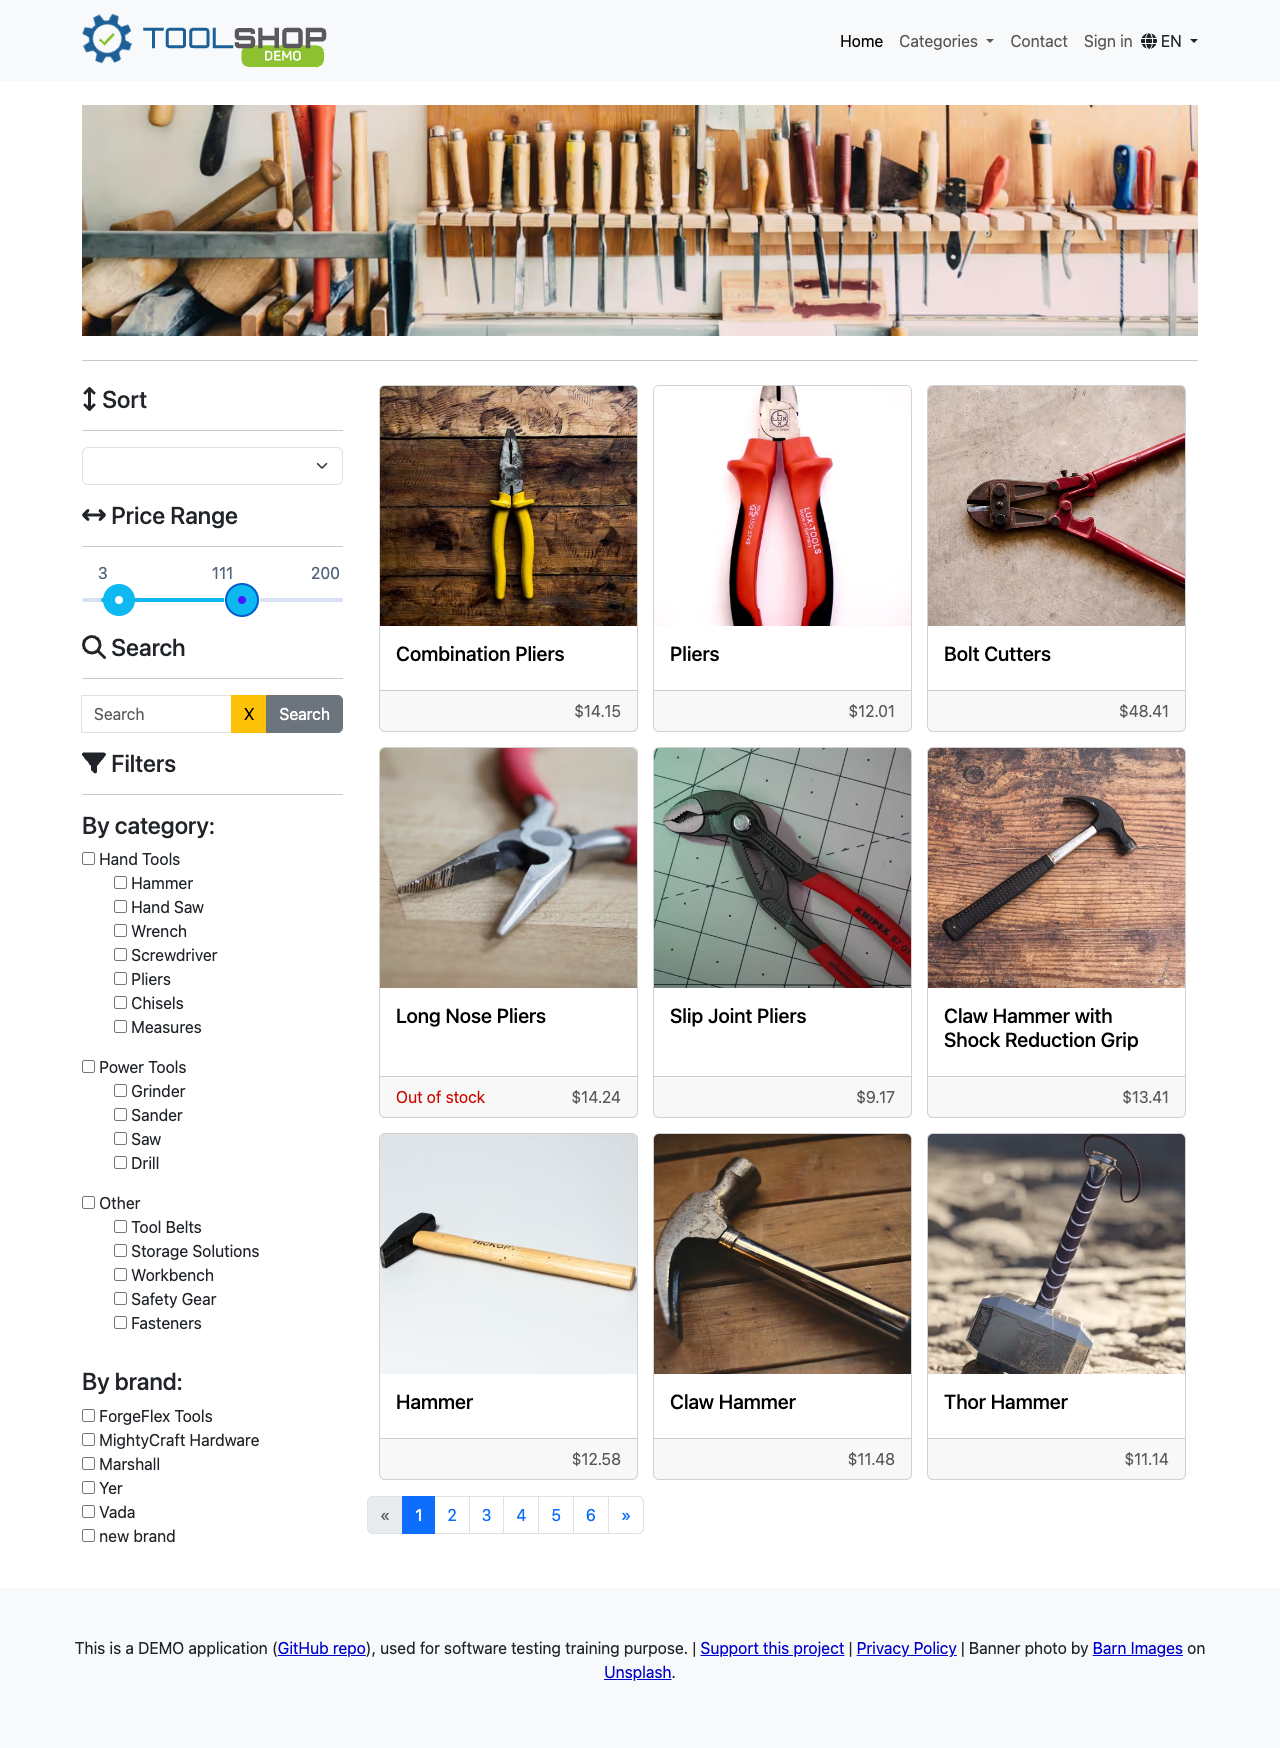 TOOLSHOP
DEMO
Home Categories Contact Sign in EN
Sort
Price Range
3 111 200
Search
Search X Search
Filters
By category:
Hand Tools
Hammer
Hand Saw
Wrench
Screwdriver
Pliers
Chisels
Measures
Power Tools
Grinder
Sander
Saw
Drill
Other
Tool Belts
Storage Solutions
Workbench
Safety Gear
Fasteners
By brand:
ForgeFlex Tools
MightyCraft Hardware
Marshall
Yer
Vada
new brand
Combination Pliers
$14.15
LUX-TOOLS
Pliers
$12.01
Bolt Cutters
$48.41
Long Nose Pliers
Out of stock $14.24
KNIPEX
Slip Joint Pliers
$9.17
Claw Hammer with
Shock Reduction Grip
$13.41
Hammer
$12.58
Claw Hammer
$11.48
Thor Hammer
$11.14
« 1 2 3 4 5 6 »
This is a DEMO application (GitHub repo), used for software testing training purpose. | Support this project | Privacy Policy | Banner photo by Barn Images on
Unsplash.